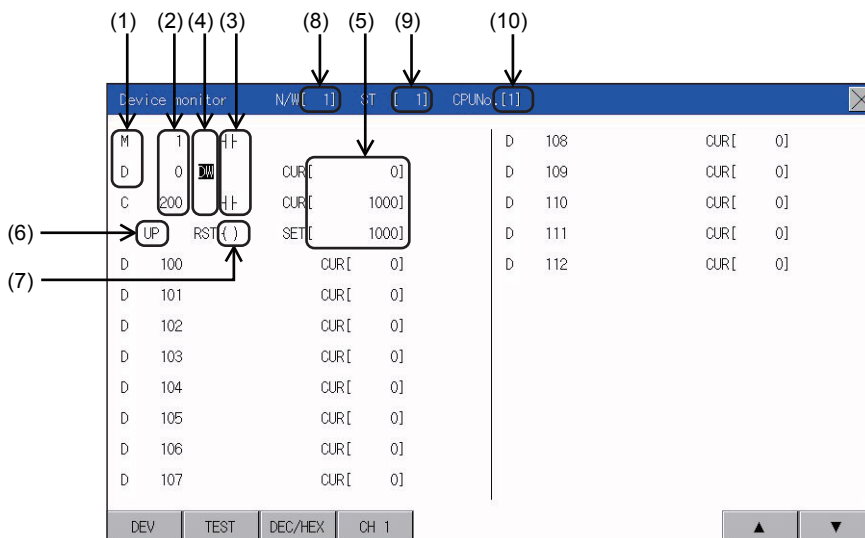 (1) (2) (4) (3) (8) (5) (9) (10)
Device monitor N/W[ 1] ST [ 1] CPUNo.[1]
M 1
D 0 DW CUR[ 0]
C 200 CUR[ 1000]
(6) UP RST( ) SET[ 1000]
(7)
D 100 CUR[ 0]
D 101 CUR[ 0]
D 102 CUR[ 0]
D 103 CUR[ 0]
D 104 CUR[ 0]
D 105 CUR[ 0]
D 106 CUR[ 0]
D 107 CUR[ 0]
D 108 CUR[ 0]
D 109 CUR[ 0]
D 110 CUR[ 0]
D 111 CUR[ 0]
D 112 CUR[ 0]
DEV TEST DEC/HEX CH 1 ▲ ▼